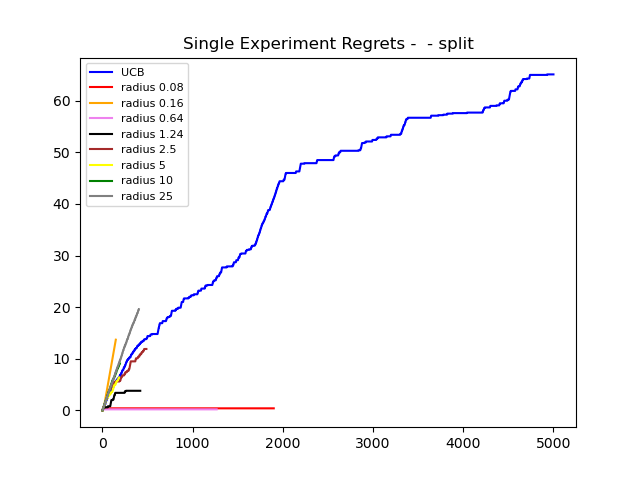 Single Experiment Regrets -  - split
UCB
radius 0.08
radius 0.16
radius 0.64
radius 1.24
radius 2.5
radius 5
radius 10
radius 25
60
50
40
30
20
10
0
0 1000 2000 3000 4000 5000